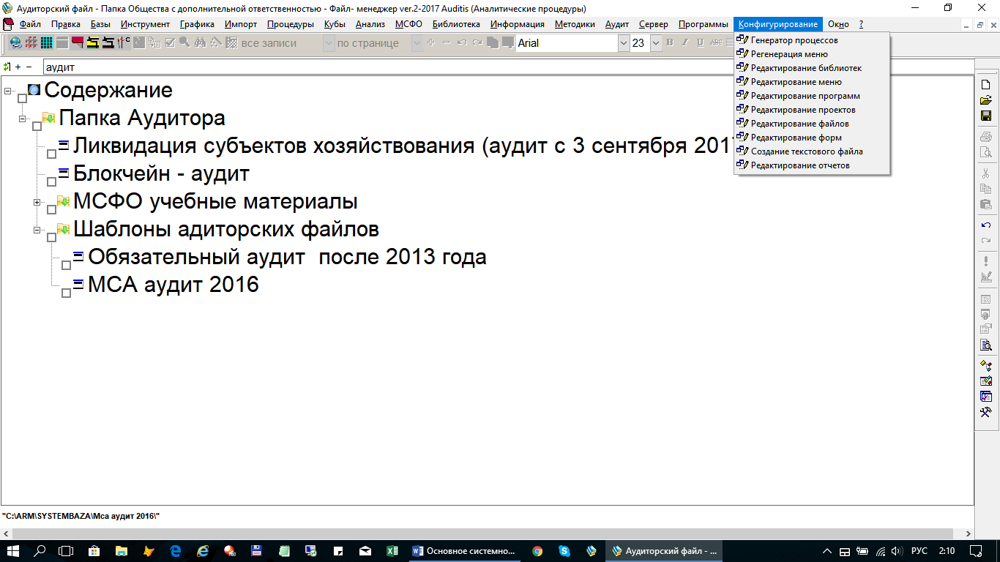 Аудиторский файл - Папка Общества с дополнительной ответственностью - Файл- менеджер ver.2-2017 Auditis (Аналитические процедуры)
Файл Правка Базы Инструмент Графика Импорт Процедуры Кубы Анализ МСФО Библиотека Информация Методики Аудит Сервер Программы Конфигурирование Окно ?
все записи по странице Arial 23 B I U ABC
+ − аудит
Генератор процессов
Регенерация меню
Редактирование библиотек
Редактирование меню
Редактирование программ
Редактирование проектов
Редактирование файлов
Редактирование форм
Создание текстового файла
Редактирование отчетов
Содержание
Папка Аудитора
Ликвидация субъектов хозяйствования (аудит с 3 сентября 201
Блокчейн - аудит
МСФО учебные материалы
Шаблоны адиторских файлов
Обязательный аудит  после 2013 года
МСА аудит 2016
"C:\ARM\SYSTEMBAZA\Мса аудит 2016\"
Основное системно... Аудиторский файл - ... РУС 2:10